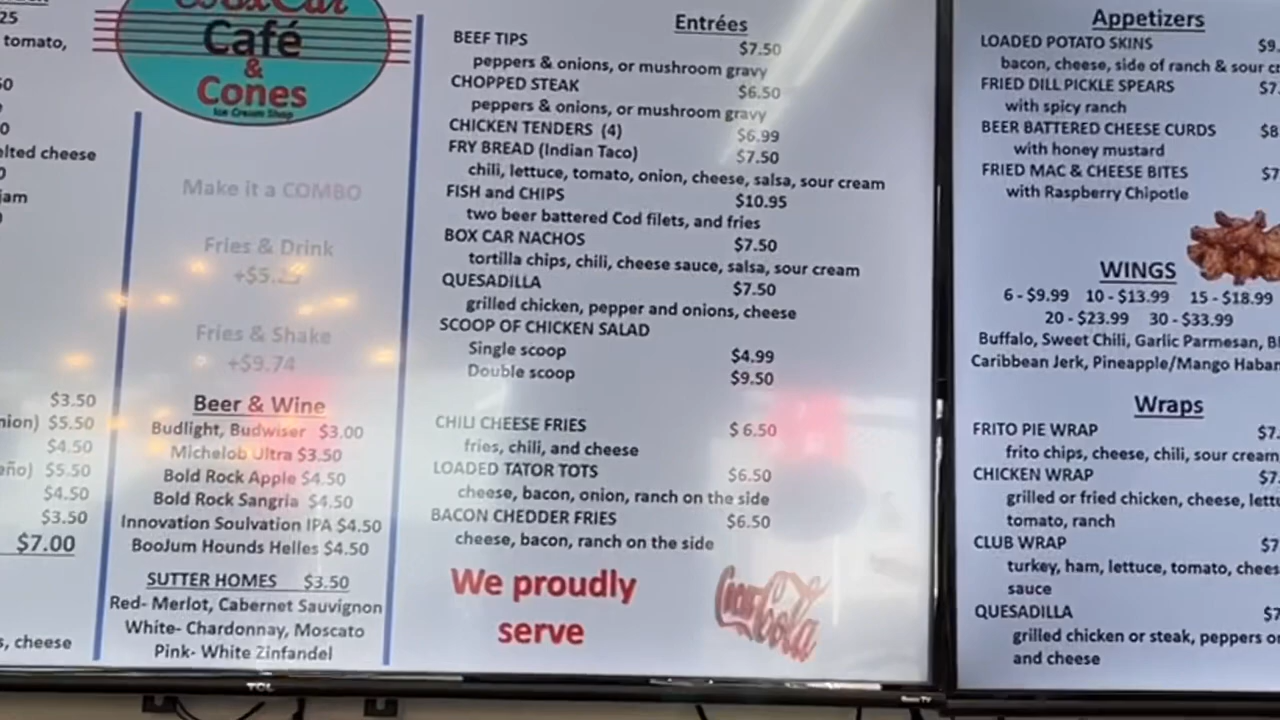 25
tomato,
elted cheese
jam
$3.50
$5.50
$4.50
$5.50
$4.50
$3.50
$7.00
cheese
Café
&
Cones
Ice Cream Shop
Make it a COMBO
Fries & Drink
Fries & Shake
+$9.74
Beer & Wine
Budlight, Budwiser $3.00
Michelob Ultra $3.50
Bold Rock Apple $4.50
Bold Rock Sangria $4.50
Innovation Soulvation IPA $4.50
BooJum Hounds Helles $4.50
SUTTER HOMES $3.50
Red- Merlot, Cabernet Sauvignon
White- Chardonnay, Moscato
Pink- White Zinfandel
Entrées
BEEF TIPS $7.50
peppers & onions, or mushroom gravy
CHOPPED STEAK $6.50
peppers & onions, or mushroom gravy
CHICKEN TENDERS (4) $6.99
FRY BREAD (Indian Taco) $7.50
chili, lettuce, tomato, onion, cheese, salsa, sour cream
FISH and CHIPS $10.95
two beer battered Cod filets, and fries
BOX CAR NACHOS $7.50
tortilla chips, chili, cheese sauce, salsa, sour cream
QUESADILLA $7.50
grilled chicken, pepper and onions, cheese
SCOOP OF CHICKEN SALAD
Single scoop $4.99
Double scoop $9.50
CHILI CHEESE FRIES $6.50
fries, chili, and cheese
LOADED TATOR TOTS $6.50
cheese, bacon, onion, ranch on the side
BACON CHEDDER FRIES $6.50
cheese, bacon, ranch on the side
We proudly
serve
Coca-Cola
TCL
Roku TV
Appetizers
LOADED POTATO SKINS $9.
bacon, cheese, side of ranch & sour
FRIED DILL PICKLE SPEARS $7.
with spicy ranch
BEER BATTERED CHEESE CURDS $8
with honey mustard
FRIED MAC & CHEESE BITES $7
with Raspberry Chipotle
WINGS
6 - $9.99 10 - $13.99 15 - $18.99
20 - $23.99 30 - $33.99
Buffalo, Sweet Chili, Garlic Parmesan,
Caribbean Jerk, Pineapple/Mango Haban
Wraps
FRITO PIE WRAP $7.
frito chips, cheese, chili, sour cream
CHICKEN WRAP $7.
grilled or fried chicken, cheese, lettu
tomato, ranch
CLUB WRAP $7
turkey, ham, lettuce, tomato, chees
sauce
QUESADILLA $7
grilled chicken or steak, peppers or
and cheese